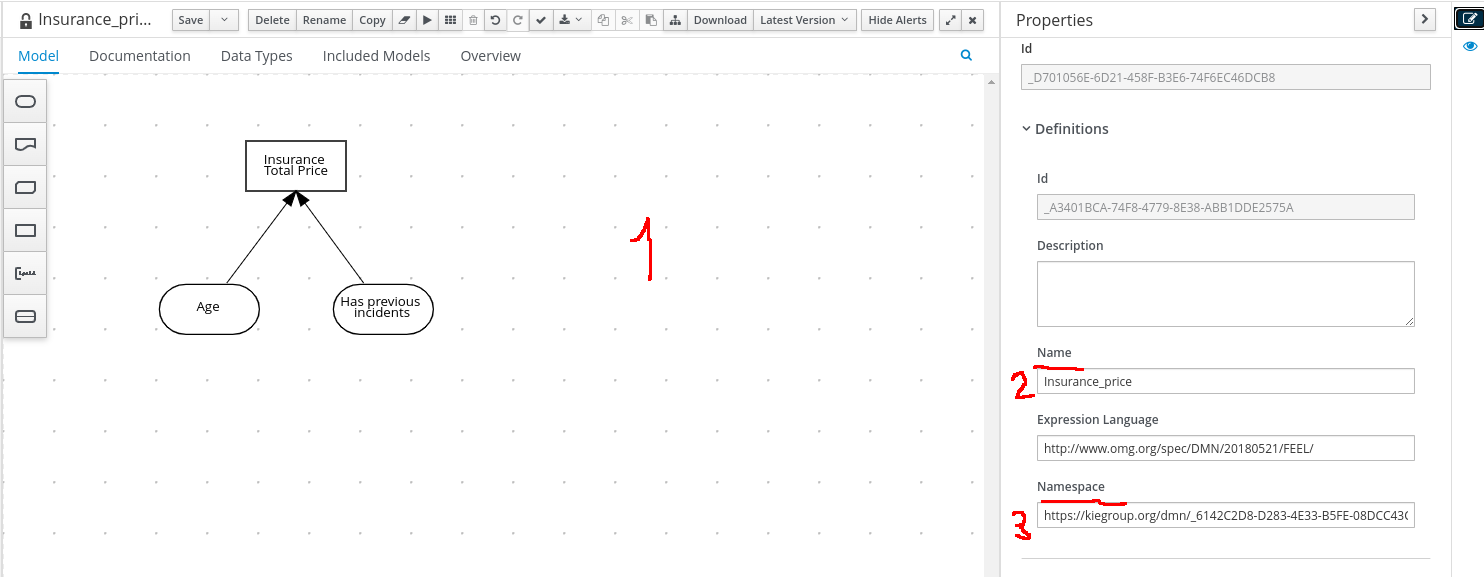 Insurance_pri...
Save
Delete
Rename
Copy
Download
Latest Version
Hide Alerts
Model
Documentation
Data Types
Included Models
Overview
Insurance
Total Price
Age
Has previous
incidents
1
Properties
Id
_D701056E-6D21-458F-B3E6-74F6EC46DCB8
Definitions
Id
_A3401BCA-74F8-4779-8E38-ABB1DDE2575A
Description
Name
2
Insurance_price
Expression Language
http://www.omg.org/spec/DMN/20180521/FEEL/
Namespace
3
https://kiegroup.org/dmn/_6142C2D8-D283-4E33-B5FE-08DCC43